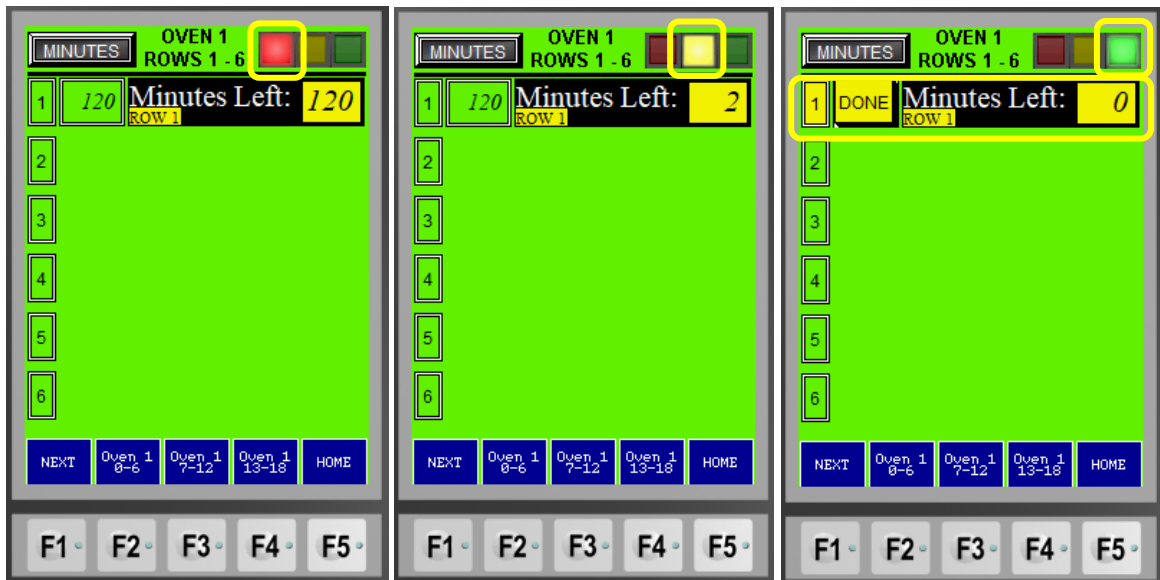 MINUTES
OVEN 1
ROWS 1 - 6
1 120 Minutes Left: 120
ROW 1
2
3
4
5
6
NEXT
Oven 1 0-6
Oven 1 7-12
Oven 1 13-18
HOME
F1 F2 F3 F4 F5
MINUTES
OVEN 1
ROWS 1 - 6
1 120 Minutes Left: 2
ROW 1
2
3
4
5
6
NEXT
Oven 1 0-6
Oven 1 7-12
Oven 1 13-18
HOME
F1 F2 F3 F4 F5
MINUTES
OVEN 1
ROWS 1 - 6
1 DONE Minutes Left: 0
ROW 1
2
3
4
5
6
NEXT
Oven 1 0-6
Oven 1 7-12
Oven 1 13-18
HOME
F1 F2 F3 F4 F5